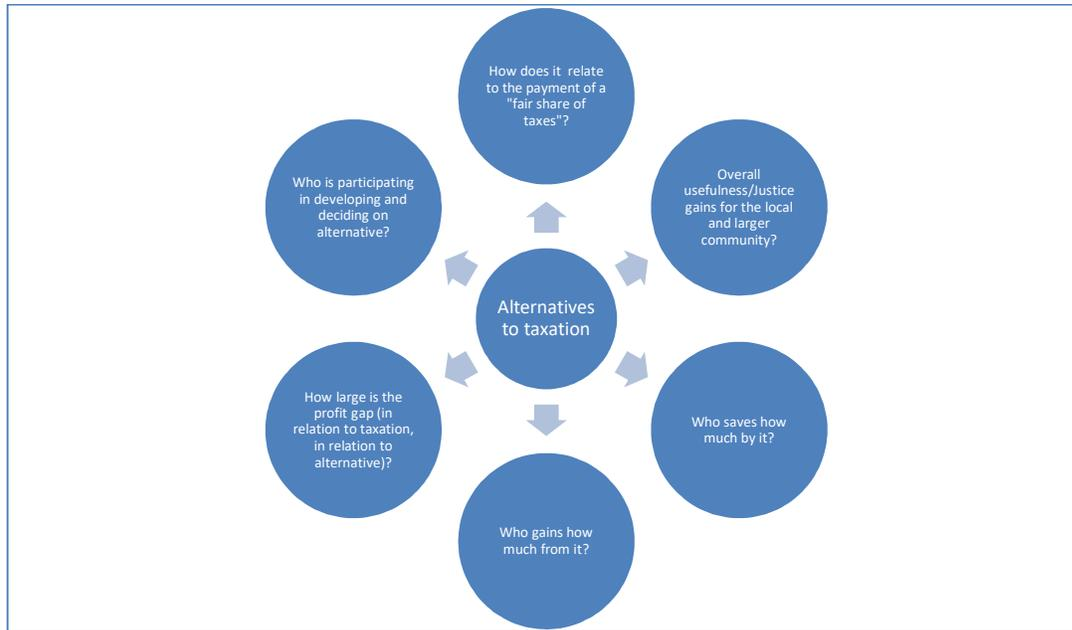 How does it relate
to the payment of a
"fair share of
taxes"?
Overall
usefulness/Justice
gains for the local
and larger
community?
Who saves how
much by it?
Who gains how
much from it?
How large is the
profit gap (in
relation to taxation,
in relation to
alternative)?
Who is participating
in developing and
deciding on
alternative?
Alternatives
to taxation